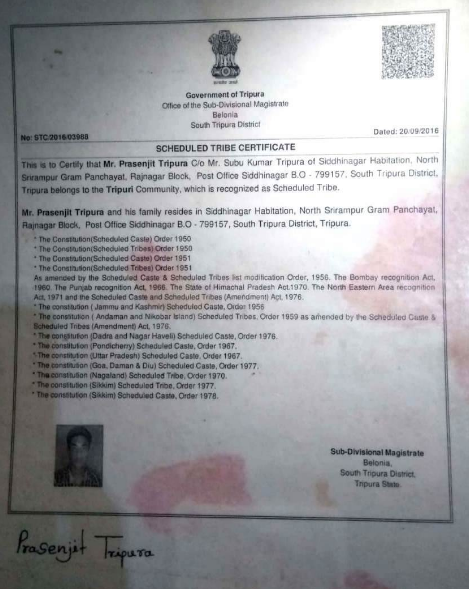 Government of Tripura
Office of the Sub-Divisional Magistrate
Belonia
South Tripura District
No: STC/2016/03988
Dated: 20/09/2016
SCHEDULED TRIBE CERTIFICATE
This is to Certify that Mr. Prasenjit Tripura C/o Mr. Subu Kumar Tripura of Siddhinagar Habitation, North
Srirampur Gram Panchayat, Rajnagar Block, Post Office Siddhinagar B.O - 799157, South Tripura District,
Tripura belongs to the Tripuri Community, which is recognized as Scheduled Tribe.
Mr. Prasenjit Tripura and his family resides in Siddhinagar Habitation, North Srirampur Gram Panchayat,
Rajnagar Block, Post Office Siddhinagar B.O - 799157, South Tripura District, Tripura.
* The Constitution(Scheduled Caste) Order 1950
* The Constitution(Scheduled Tribes) Order 1950
* The Constitution(Scheduled Caste) Order 1951
* The Constitution(Scheduled Tribes) Order 1951
As amended by the Scheduled Caste & Scheduled Tribes list modification Order, 1956. The Bombay recognition Act,
1960. The Punjab recognition Act, 1966. The State of Himachal Pradesh Act.1970. The North Eastern Area recognition
Act, 1971 and the Scheduled Caste and Scheduled Tribes (Amendment) Act, 1976.
* The constitution ( Jammu and Kashmir) Scheduled Caste, Order 1956
* The constitution ( Andaman and Nikobar Island) Scheduled Tribes, Order 1959 as amended by the Scheduled Caste &
Scheduled Tribes (Amendment) Act, 1976.
* The constitution (Dadra and Nagar Haveli) Scheduled Caste, Order 1976.
* The constitution (Pondicherry) Scheduled Caste, Order 1967.
* The constitution (Uttar Pradesh) Scheduled Caste, Order 1967.
* The constitution (Goa, Daman & Diu) Scheduled Caste, Order 1977.
* The constitution (Nagaland) Scheduled Tribe, Order 1970.
* The constitution (Sikkim) Scheduled Tribe, Order 1977.
* The constitution (Sikkim) Scheduled Caste, Order 1978.
Sub-Divisional Magistrate
Belonia,
South Tripura District,
Tripura State.
Prasenjit Tripura